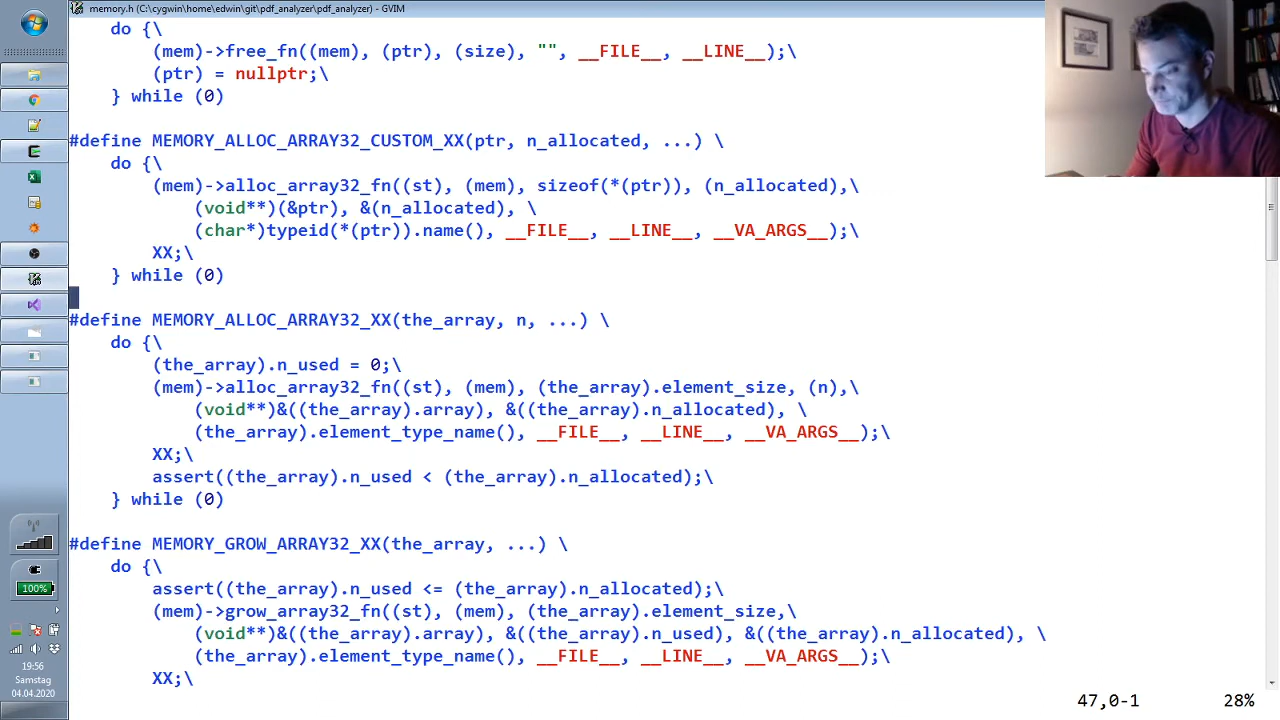 memory.h (C:\cygwin\home\edwin\git\pdf_analyzer\pdf_analyzer) - GVIM
do {\
(mem)->free_fn((mem), (ptr), (size), "", __FILE__, __LINE__);\
(ptr) = nullptr;\
} while (0)
#define MEMORY_ALLOC_ARRAY32_CUSTOM_XX(ptr, n_allocated, ...) \
do {\
(mem)->alloc_array32_fn((st), (mem), sizeof(*(ptr)), (n_allocated),\
(void**)(&ptr), &(n_allocated), \
(char*)typeid(*(ptr)).name(), __FILE__, __LINE__, __VA_ARGS__);\
XX;\
} while (0)
#define MEMORY_ALLOC_ARRAY32_XX(the_array, n, ...) \
do {\
(the_array).n_used = 0;\
(mem)->alloc_array32_fn((st), (mem), (the_array).element_size, (n),\
(void**)&((the_array).array), &((the_array).n_allocated), \
(the_array).element_type_name(), __FILE__, __LINE__, __VA_ARGS__);\
XX;\
assert((the_array).n_used < (the_array).n_allocated);\
} while (0)
#define MEMORY_GROW_ARRAY32_XX(the_array, ...) \
do {\
assert((the_array).n_used <= (the_array).n_allocated);\
(mem)->grow_array32_fn((st), (mem), (the_array).element_size,\
(void**)&((the_array).array), &((the_array).n_used), &((the_array).n_allocated), \
(the_array).element_type_name(), __FILE__, __LINE__, __VA_ARGS__);\
XX;\
47,0-1 28%
100%
19:56
Samstag
04.04.2020